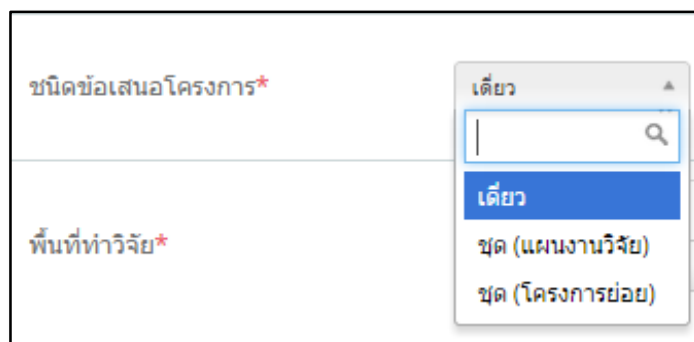 ชนิดข้อเสนอโครงการ*
เดี่ยว
เดี่ยว
ชุด (แผนงานวิจัย)
พื้นที่ทำวิจัย*
ชุด (โครงการย่อย)